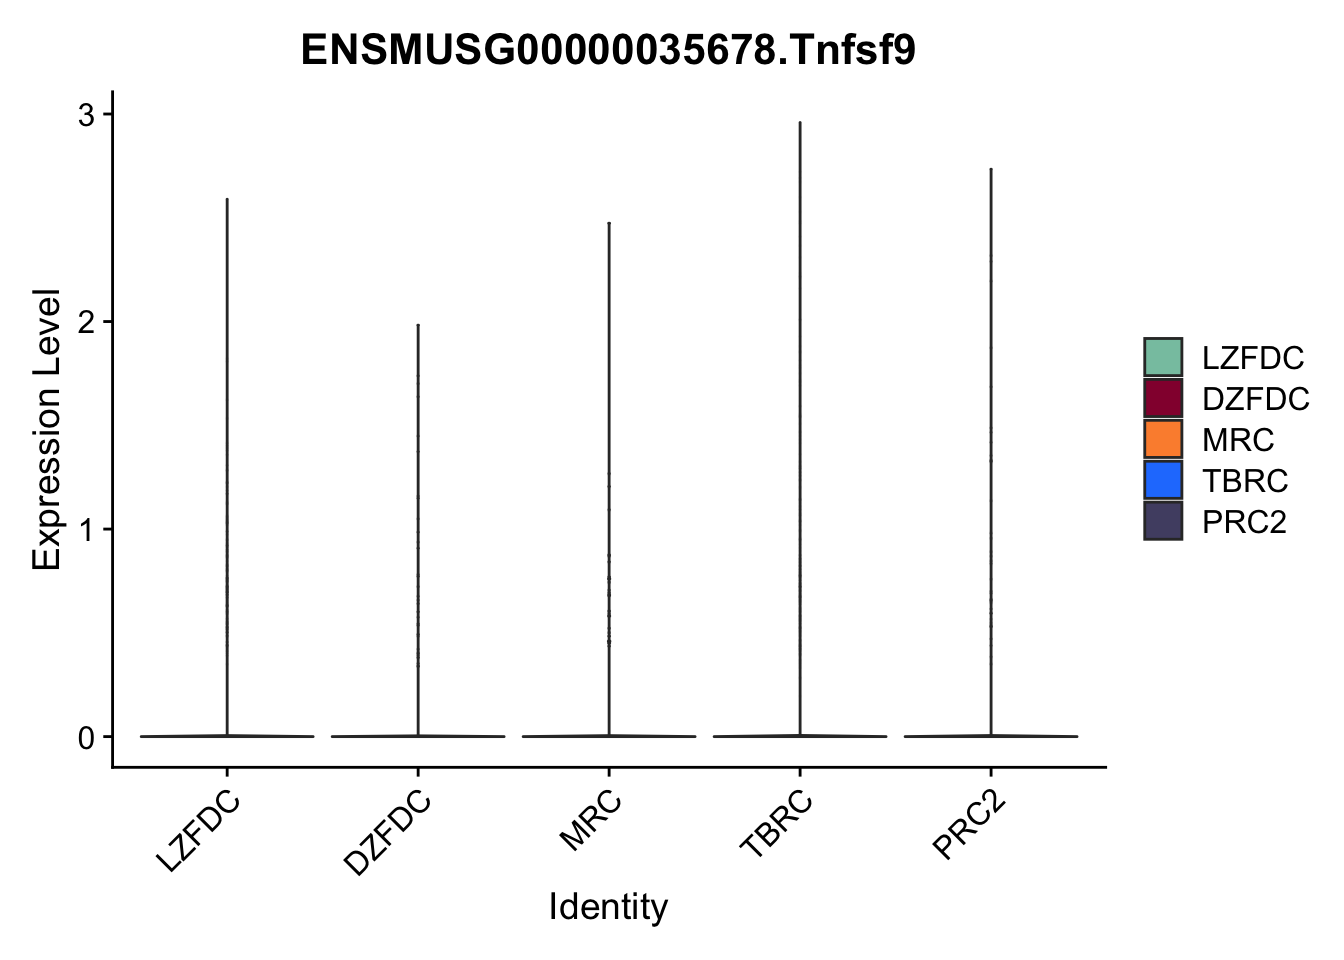 ENSMUSG00000035678.Tnfsf9
Expression Level
3
2
1
0
LZFDC
DZFDC
MRC
TBRC
PRC2
Identity
LZFDC
DZFDC
MRC
TBRC
PRC2